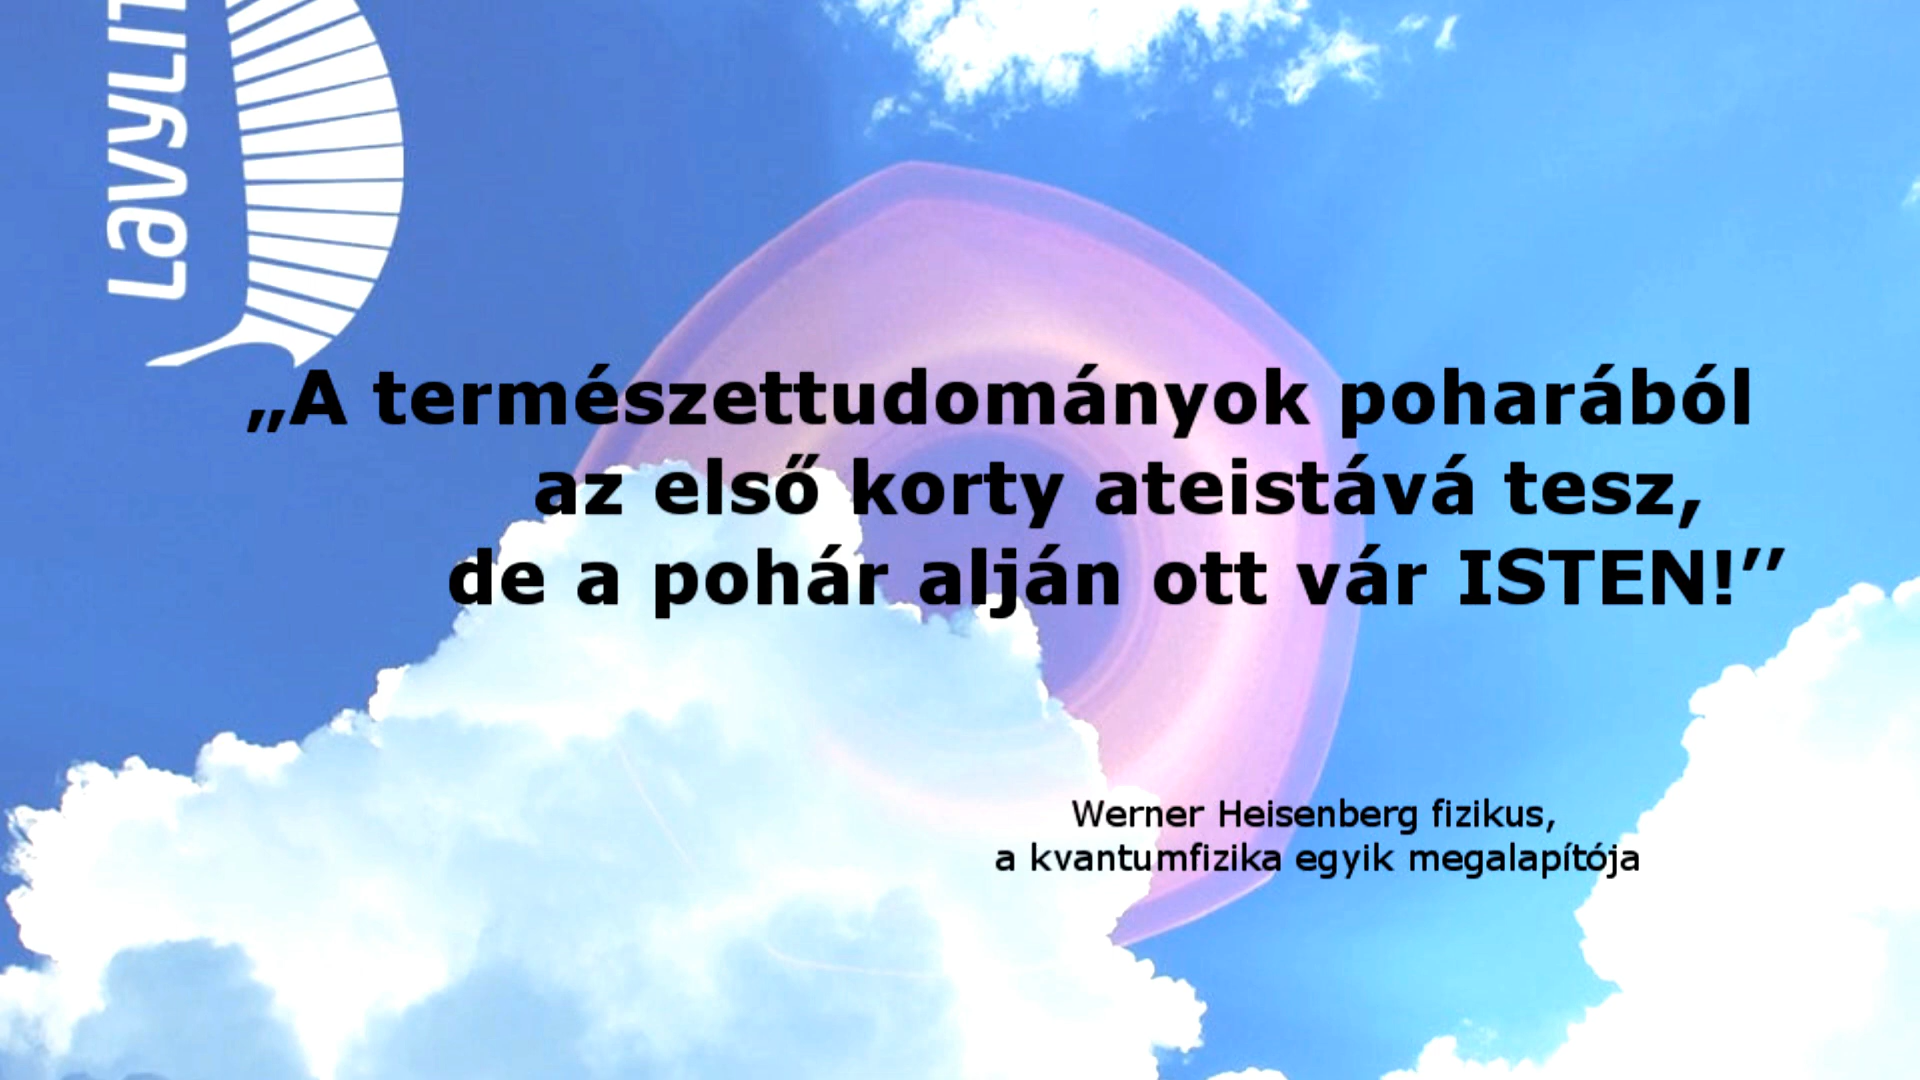 LavyLIT
„A természettudományok poharából
az első korty ateistává tesz,
de a pohár alján ott vár ISTEN!’’
Werner Heisenberg fizikus,
a kvantumfizika egyik megalapítója